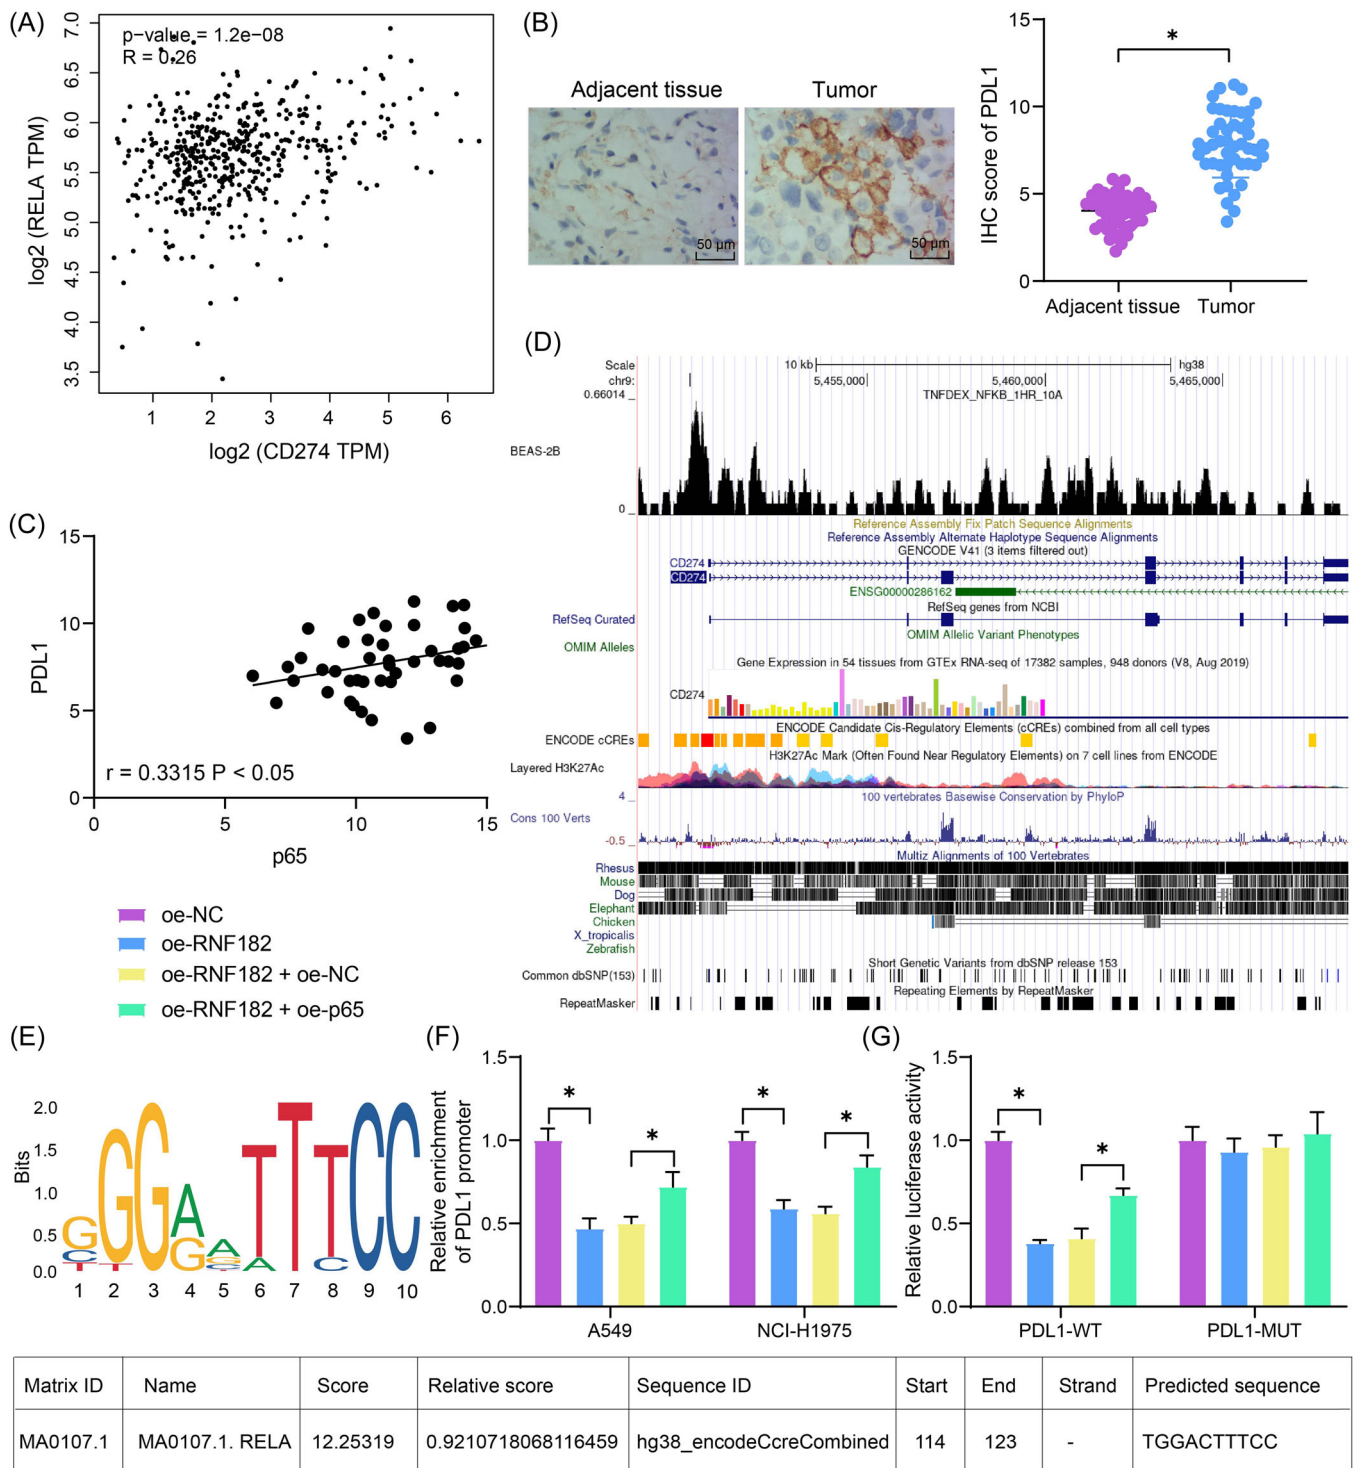 (A)
7.0
6.5
6.0
5.5
5.0
4.5
4.0
3.5
p-value = 1.2e−08
R = 0.26
log2 (RELA TPM)
1 2 3 4 5 6
log2 (CD274 TPM)
(B)
Adjacent tissue
Tumor
50 µm
50 µm
15
10
5
0
IHC score of PDL1
*
Adjacent tissue
Tumor
(C)
15
10
5
0
PDL1
r = 0.3315 P < 0.05
0 5 10 15
p65
(D)
Scale
10 kb
hg38
chr9:
5,455,000
5,460,000
5,465,000
0.66014
TNFDEX_NFKB_1HR_10A
BEAS-2B
0
Reference Assembly Fix Patch Sequence Alignments
Reference Assembly Alternate Haplotype Sequence Alignments
GENCODE V41 (3 items filtered out)
CD274
CD274
ENSG00000286162
RefSeq genes from NCBI
RefSeq Curated
OMIM Allelic Variant Phenotypes
OMIM Alleles
Gene Expression in 54 tissues from GTEx RNA-seq of 17382 samples, 948 donors (V8, Aug 2019)
CD274
ENCODE Candidate Cis-Regulatory Elements (cCREs) combined from all cell types
ENCODE cCREs
H3K27Ac Mark (Often Found Near Regulatory Elements) on 7 cell lines from ENCODE
Layered H3K27Ac
4
100 vertebrates Basewise Conservation by PhyloP
Cons 100 Verts
-0.5
Multiz Alignments of 100 Vertebrates
Rhesus
Mouse
Dog
Elephant
Chicken
X_tropicalis
Zebrafish
Short Genetic Variants from dbSNP release 153
Common dbSNP(153)
Repeating Elements by RepeatMasker
RepeatMasker
oe-NC
oe-RNF182
oe-RNF182 + oe-NC
oe-RNF182 + oe-p65
(E)
2.0
1.5
1.0
0.5
0.0
Bits
G C T
G T
G
A G
A G C
T A
T
T C
C
C
1 2 3 4 5 6 7 8 9 10
(F)
1.5
1.0
0.5
0.0
Relative enrichment
of PDL1 promoter
* * * *
A549
NCI-H1975
(G)
1.5
1.0
0.5
0.0
Relative luciferase activity
* *
PDL1-WT
PDL1-MUT
Matrix ID Name Score Relative score Sequence ID Start End Strand Predicted sequence
MA0107.1 MA0107.1. RELA 12.25319 0.9210718068116459 hg38_encodeCcreCombined 114 123 - TGGACTTTCC